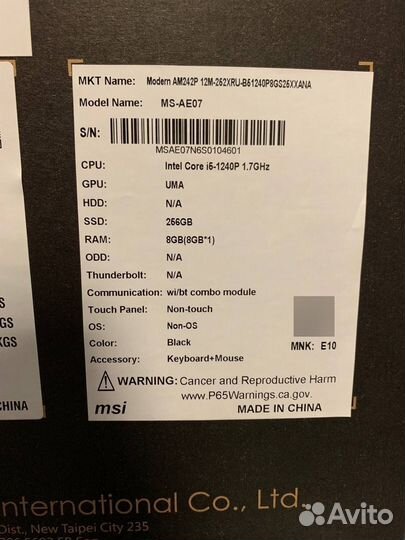 MKT Name: Modern AM242P 12M-252XRU-B51240P8GS25XXANA
Model Name: MS-AE07
S/N:
MSAE07N6S0104601
CPU: Intel Core i5-1240P 1.7GHz
GPU: UMA
HDD: N/A
SSD: 256GB
RAM: 8GB(8GB*1)
ODD: N/A
Thunderbolt: N/A
Communication: wi/bt combo module
Touch Panel: Non-touch
OS: Non-OS
Color: Black
MNK: E10
Accessory: Keyboard+Mouse
WARNING: Cancer and Reproductive Harm
www.P65Warnings.ca.gov.
msi MADE IN CHINA
S
GS
KGS
CHINA
International Co., Ltd.
Dist., New Taipei City 235
Avito